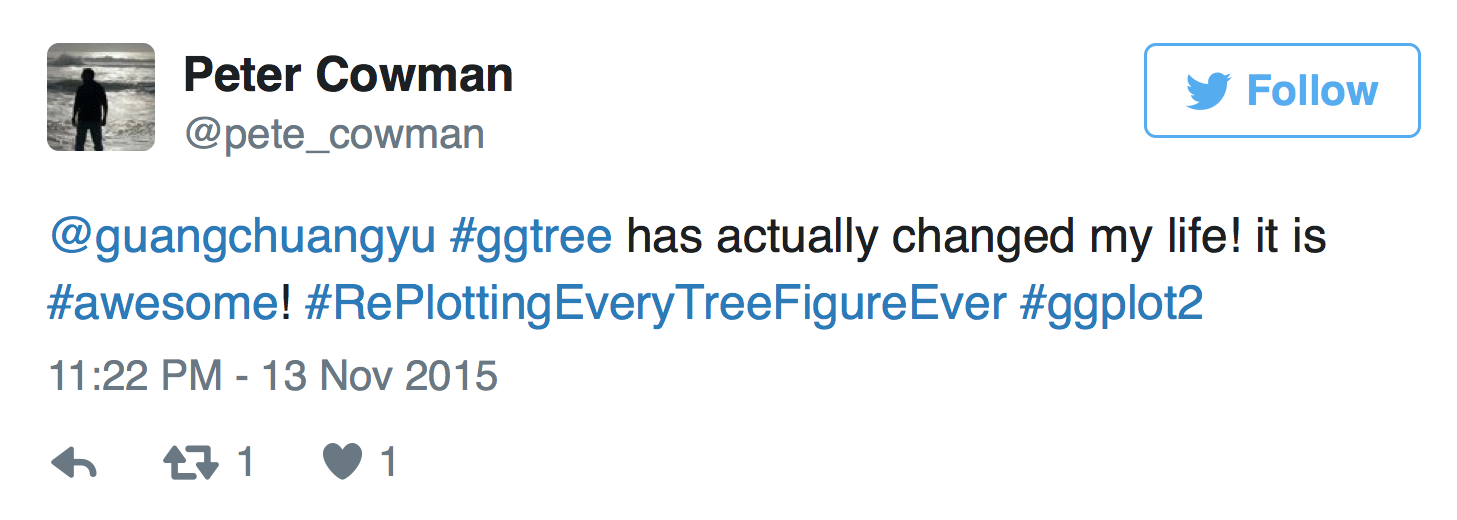 Peter Cowman
@pete_cowman
Follow
@guangchuangyu #ggtree has actually changed my life! it is
#awesome! #RePlottingEveryTreeFigureEver #ggplot2
11:22 PM - 13 Nov 2015
1 1